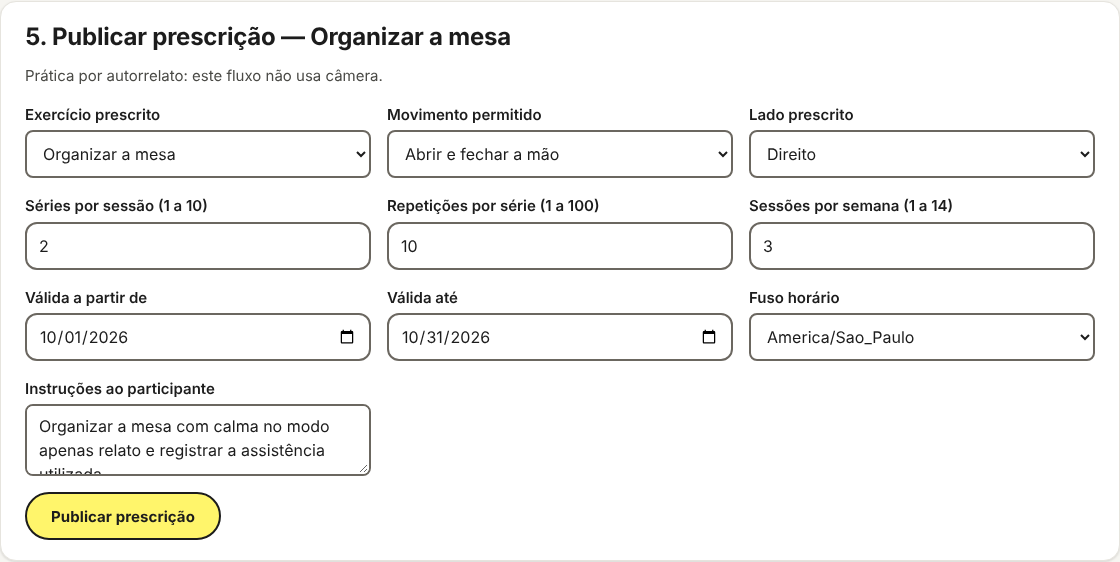 5. Publicar prescrição — Organizar a mesa
Prática por autorrelato: este fluxo não usa câmera.
Exercício prescrito
Movimento permitido
Lado prescrito
Organizar a mesa
Abrir e fechar a mão
Direito
Séries por sessão (1 a 10)
Repetições por série (1 a 100)
Sessões por semana (1 a 14)
2
10
3
Válida a partir de
Válida até
Fuso horário
10/01/2026
10/31/2026
America/Sao_Paulo
Instruções ao participante
Organizar a mesa com calma no modo
apenas relato e registrar a assistência
utilizada
Publicar prescrição